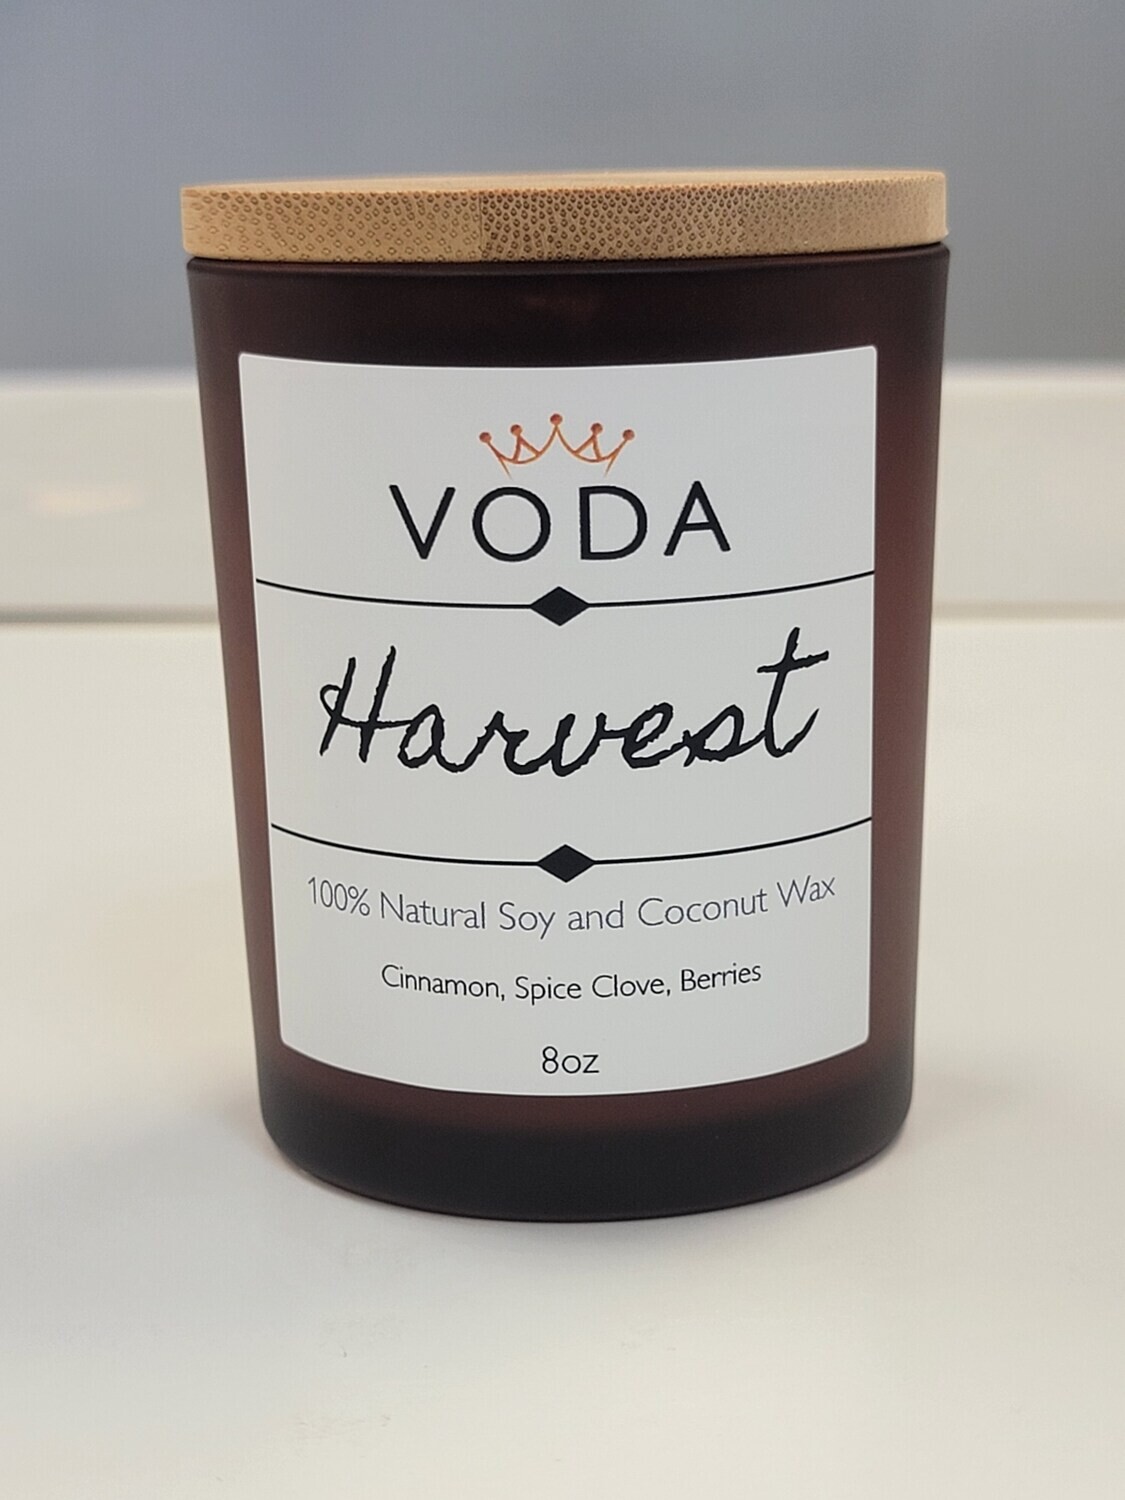 VODA
Harvest
100% Natural Soy and Coconut Wax
Cinnamon, Spice Clove, Berries
8oz